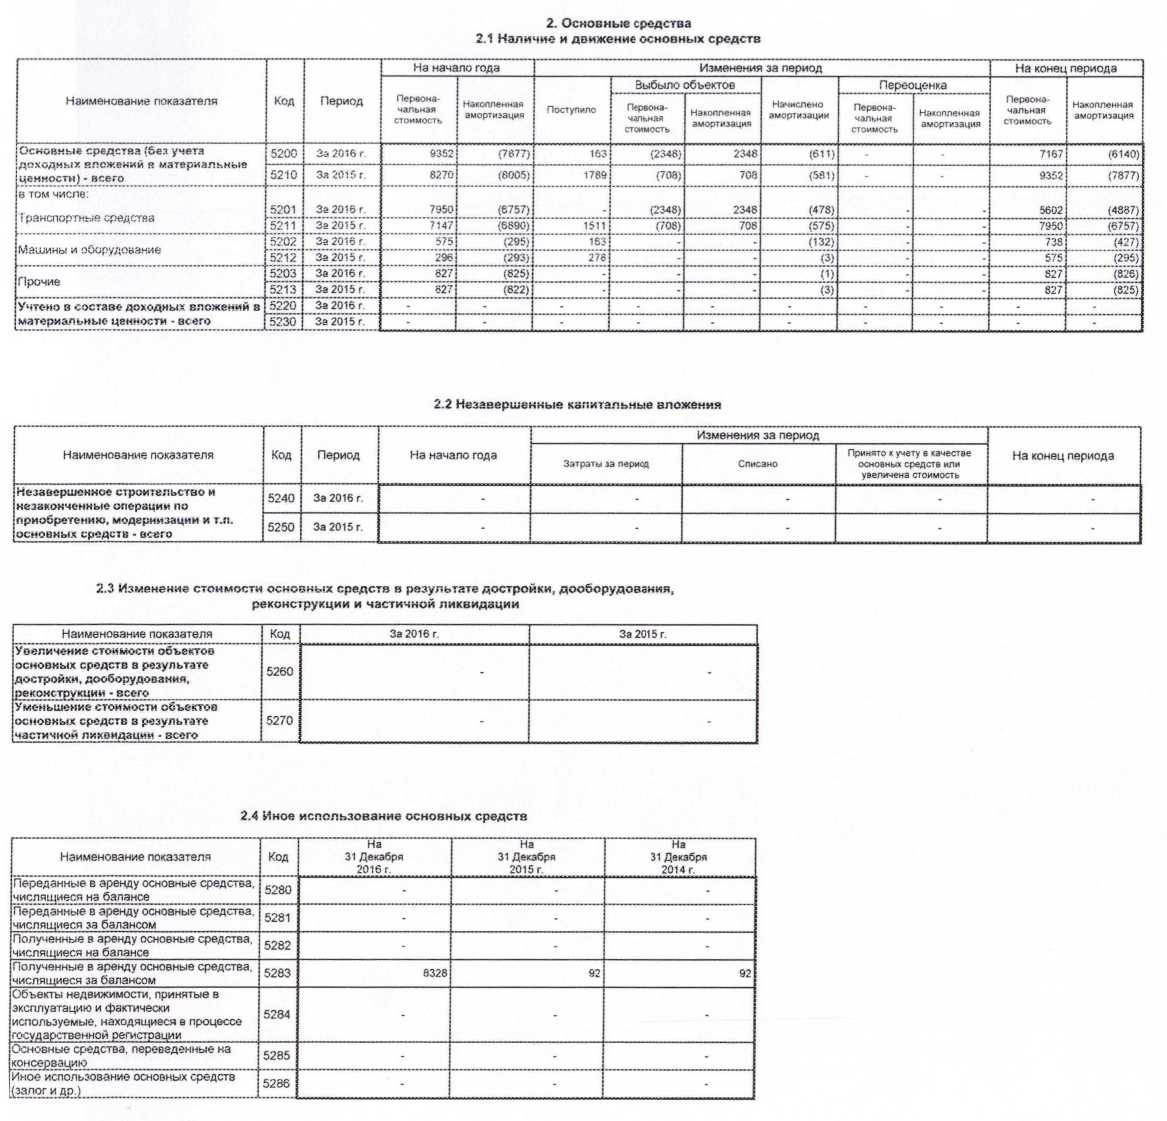 2. Основные средства
2.1 Наличие и движение основных средств
Наименование показателя Код Период На начало года Изменения за период На конец периода
Выбыло объектов Переоценка
Первона-чальная стоимость Накопленная амортизация Поступило Первона-чальная стоимость Накопленная амортизация Начислено амортизации Первона-чальная стоимость Накопленная амортизация Первона-чальная стоимость Накопленная амортизация
Основные средства (без учета доходных вложений в материальные ценности) - всего 5200 За 2016 г. 9352 (7877) 163 (2348) 2348 (611) - - 7167 (6140)
5210 За 2015 г. 8270 (8005) 1789 (708) 708 (581) - - 9352 (7877)
в том числе:
Транспортные средства 5201 За 2016 г. 7950 (6757) - (2348) 2348 (478) - - 5602 (4887)
5211 За 2015 г. 7147 (6890) 1511 (708) 708 (575) - - 7950 (6757)
Машины и оборудование 5202 За 2016 г. 575 (295) 163 - - (132) - - 738 (427)
5212 За 2015 г. 296 (293) 278 - - (3) - - 575 (295)
Прочие 5203 За 2016 г. 827 (825) - - - (1) - - 827 (826)
5213 За 2015 г. 827 (822) - - - (3) - - 827 (825)
Учтено в составе доходных вложений в материальные ценности - всего 5220 За 2016 г. - - - - - - - - - -
5230 За 2015 г. - - - - - - - - - -
2.2 Незавершенные капитальные вложения
Наименование показателя Код Период На начало года Изменения за период На конец периода
Затраты за период Списано Принято к учету в качестве основных средств или увеличена стоимость
Незавершенное строительство и незаконченные операции по приобретению, модернизации и т.п. основных средств - всего 5240 За 2016 г. - - - - -
5250 За 2015 г. - - - - -
2.3 Изменение стоимости основных средств в результате достройки, дооборудования,
реконструкции и частичной ликвидации
Наименование показателя Код За 2016 г. За 2015 г.
Увеличение стоимости объектов
основных средств в результате
достройки, дооборудования,
реконструкции - всего 5260 - -
Уменьшение стоимости объектов
основных средств в результате
частичной ликвидации - всего 5270 - -
2.4 Иное использование основных средств
Наименование показателя Код На 31 Декабря 2016 г. На 31 Декабря 2015 г. На 31 Декабря 2014 г.
Переданные в аренду основные средства,
числящиеся на балансе 5280 - - -
Переданные в аренду основные средства,
числящиеся за балансом 5281 - - -
Полученные в аренду основные средства,
числящиеся на балансе 5282 - - -
Полученные в аренду основные средства,
числящиеся за балансом 5283 8328 92 92
Объекты недвижимости, принятые в
эксплуатацию и фактически
используемые, находящиеся в процессе
государственной регистрации 5284 - - -
Основные средства, переведенные на
консервацию 5285 - - -
Иное использование основных средств
(залог и др.) 5286 - - -